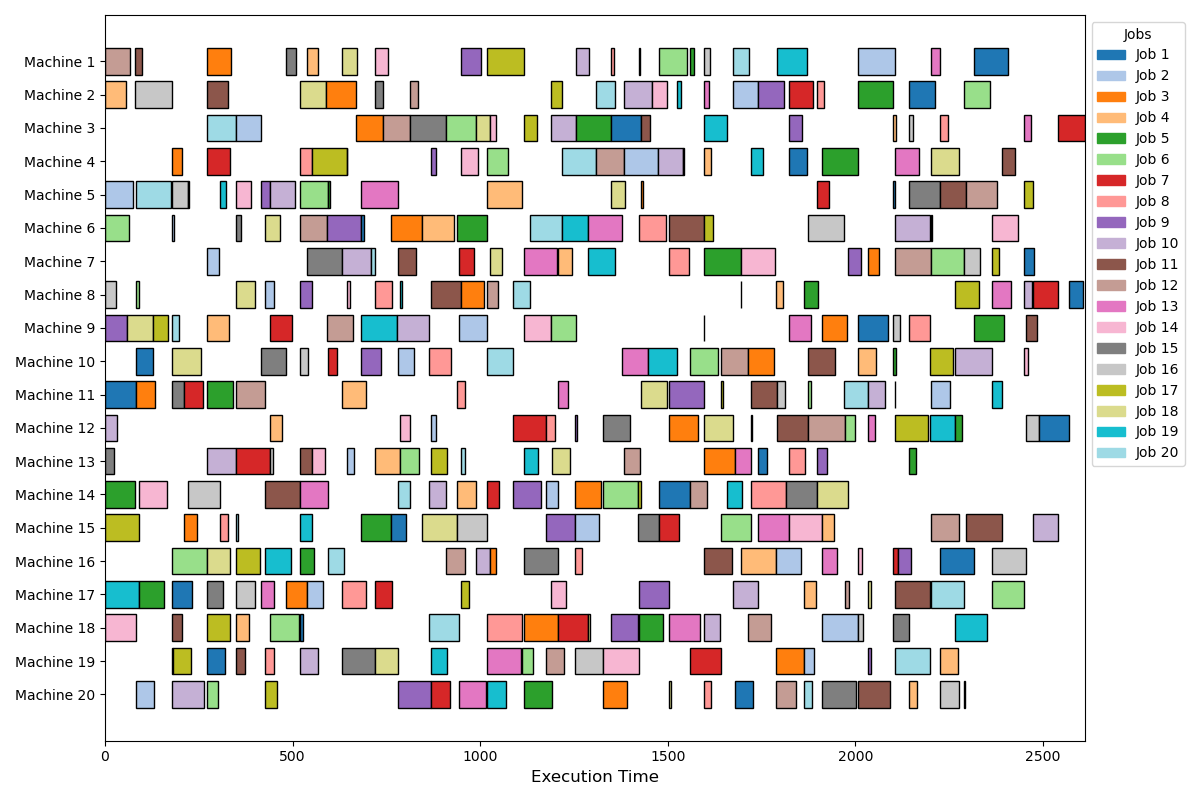 Machine 1
Machine 2
Machine 3
Machine 4
Machine 5
Machine 6
Machine 7
Machine 8
Machine 9
Machine 10
Machine 11
Machine 12
Machine 13
Machine 14
Machine 15
Machine 16
Machine 17
Machine 18
Machine 19
Machine 20
0 500 1000 1500 2000 2500
Execution Time
Jobs
Job 1
Job 2
Job 3
Job 4
Job 5
Job 6
Job 7
Job 8
Job 9
Job 10
Job 11
Job 12
Job 13
Job 14
Job 15
Job 16
Job 17
Job 18
Job 19
Job 20